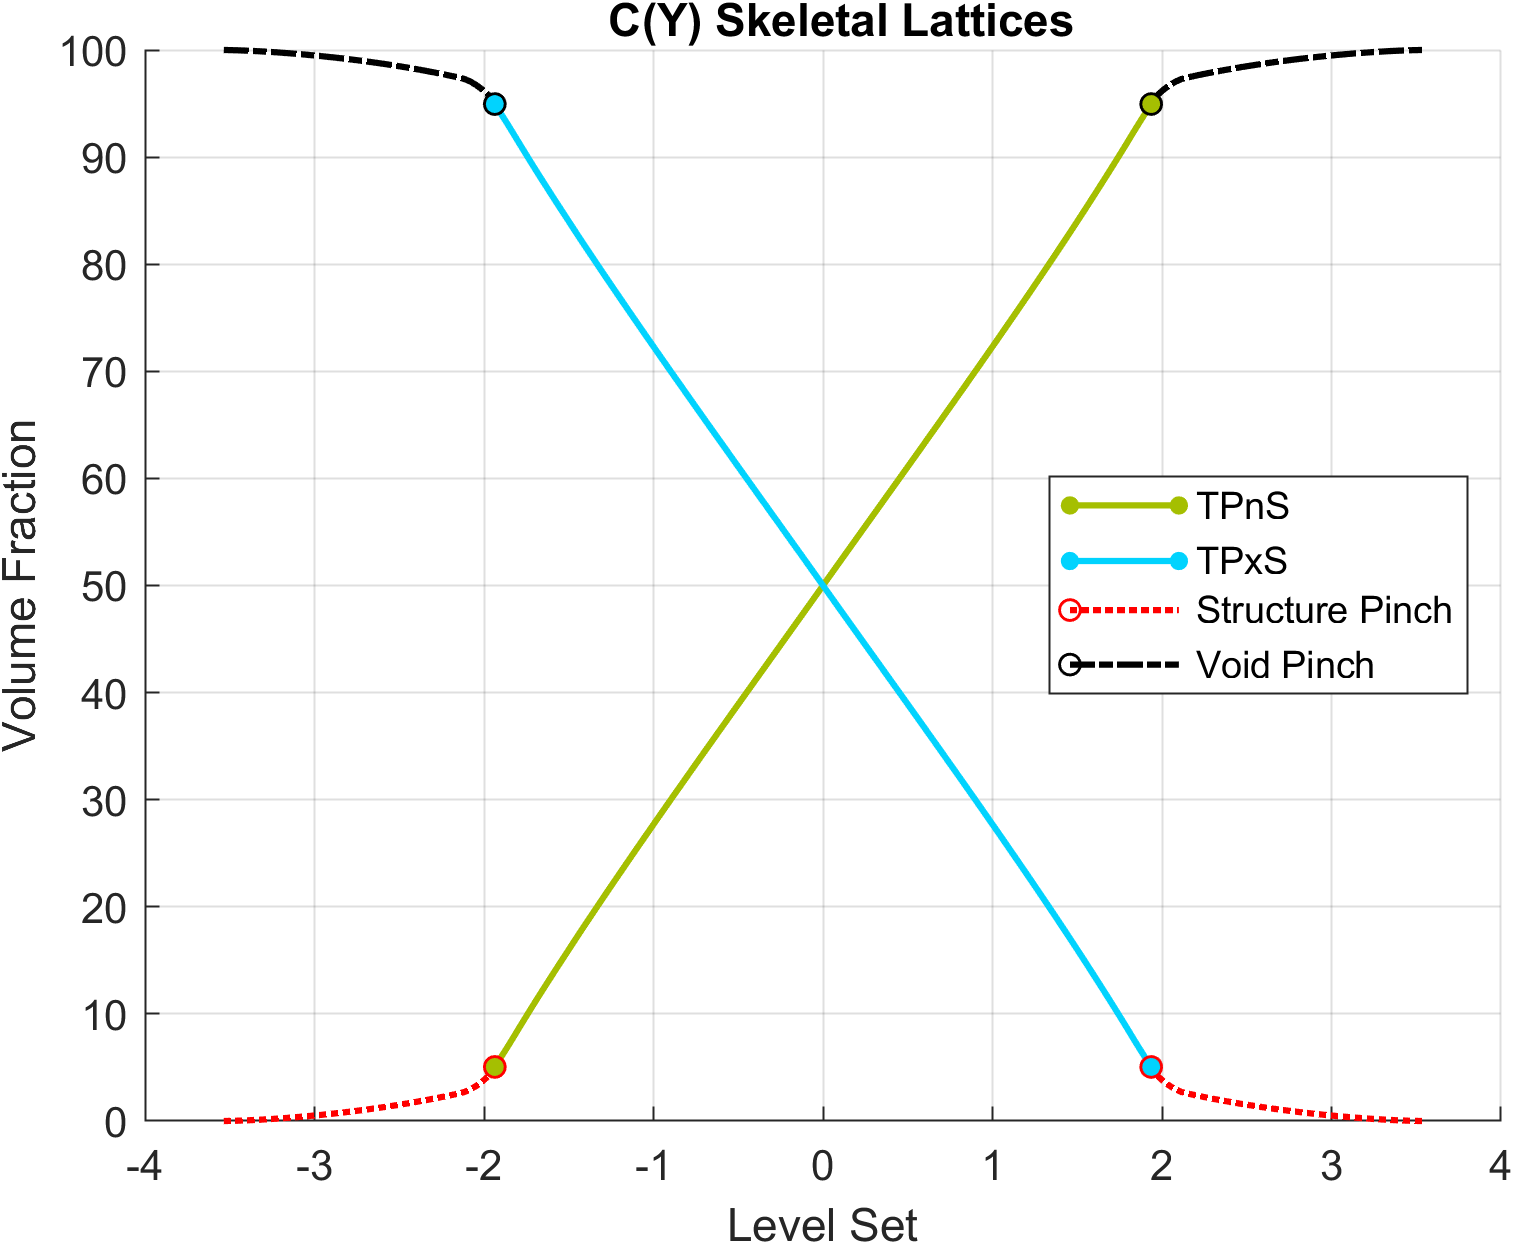 C(Y) Skeletal Lattices
100
90
80
70
60
50
40
30
20
10
0
Volume Fraction
TPnS
TPxS
Structure Pinch
Void Pinch
-4 -3 -2 -1 0 1 2 3 4
Level Set